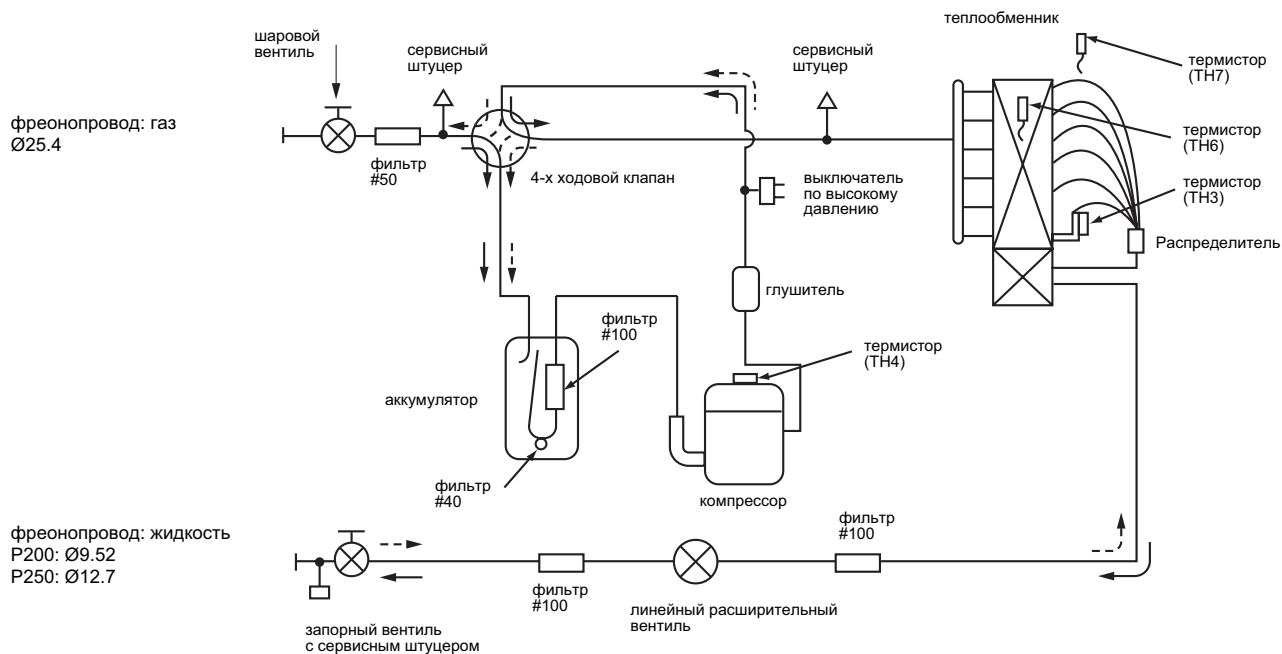 теплообменник
шаровой
вентиль
сервисный
штуцер
сервисный
штуцер
термистор
(TH7)
фреонопровод: газ
Ø25.4
фильтр
#50
4-х ходовой клапан
выключатель
по высокому
давлению
термистор
(TH6)
термистор
(TH3)
Распределитель
глушитель
фильтр
#100
термистор
(TH4)
аккумулятор
фильтр
#40
компрессор
фреонопровод: жидкость
P200: Ø9.52
P250: Ø12.7
фильтр
#100
фильтр
#100
линейный расширительный
вентиль
запорный вентиль
с сервисным штуцером